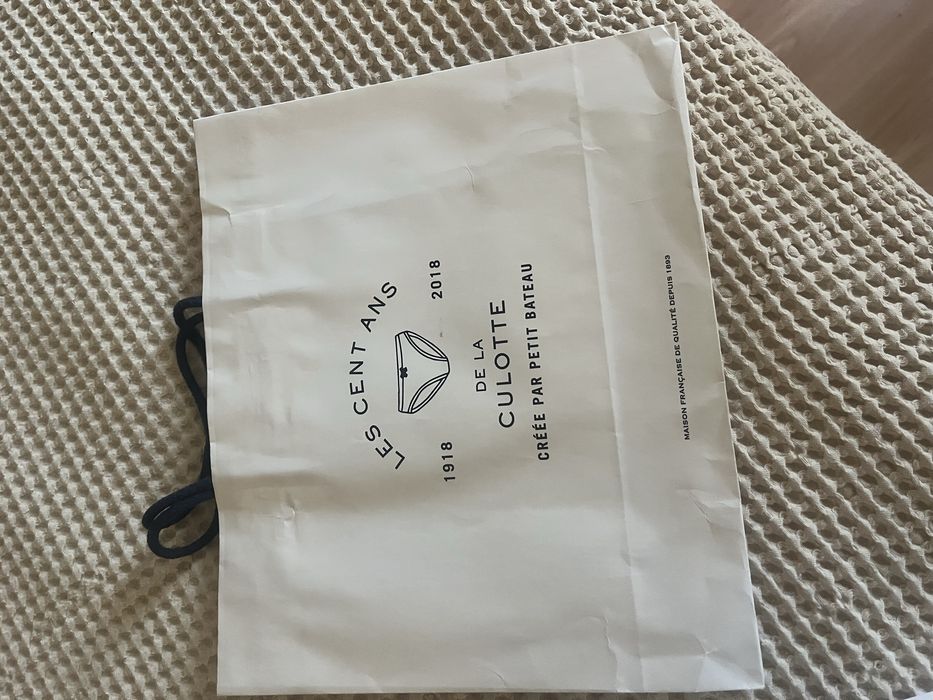 LES CENT ANS
1918 2018
DE LA
CULOTTE
CRÉÉE PAR PETIT BATEAU
MAISON FRANÇAISE DE QUALITÉ DEPUIS 1893